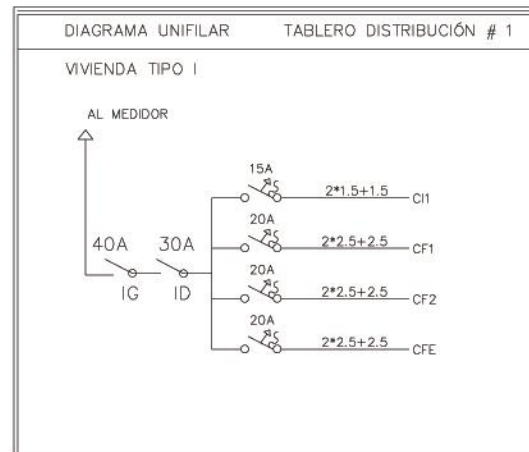 DIAGRAMA UNIFILAR TABLERO DISTRIBUCIÓN # 1
VIVIENDA TIPO I
AL MEDIDOR
15A
2*1.5+1.5 CI1
20A
2*2.5+2.5 CF1
40A 30A
20A
IG ID
2*2.5+2.5 CF2
20A
2*2.5+2.5 CFE